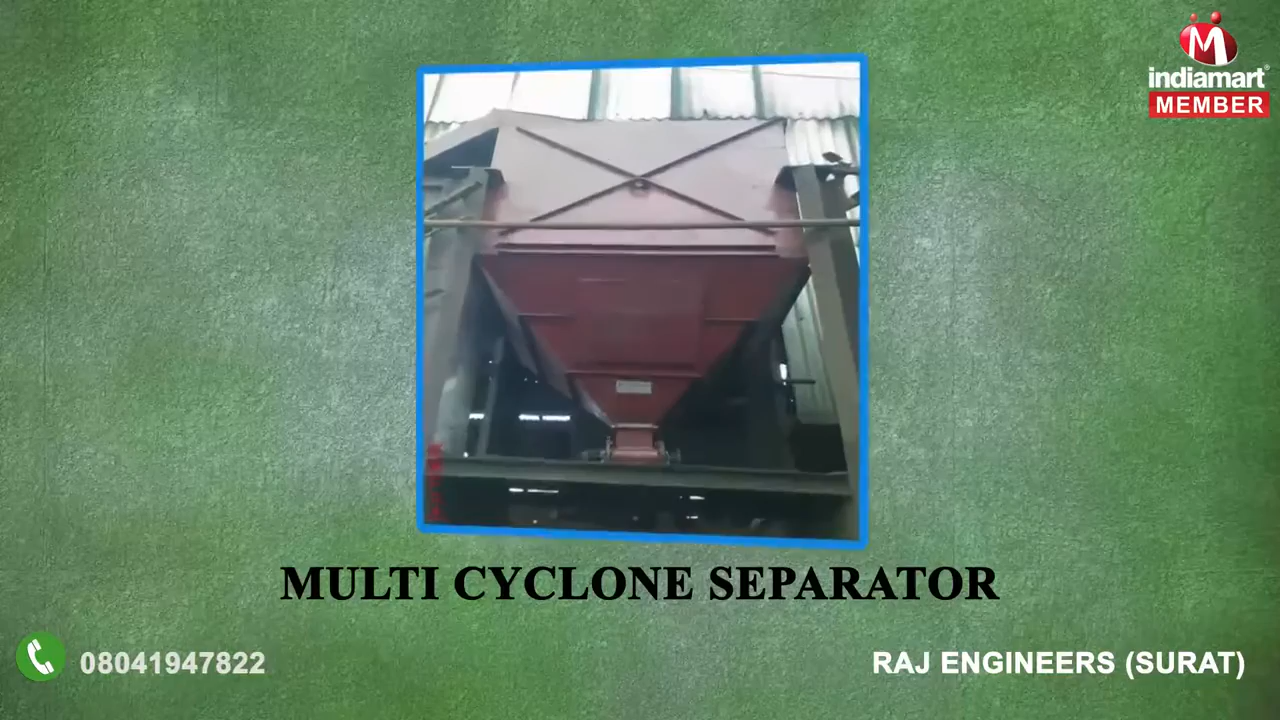 indiamart
MEMBER
MULTI CYCLONE SEPARATOR
08041947822
RAJ ENGINEERS (SURAT)